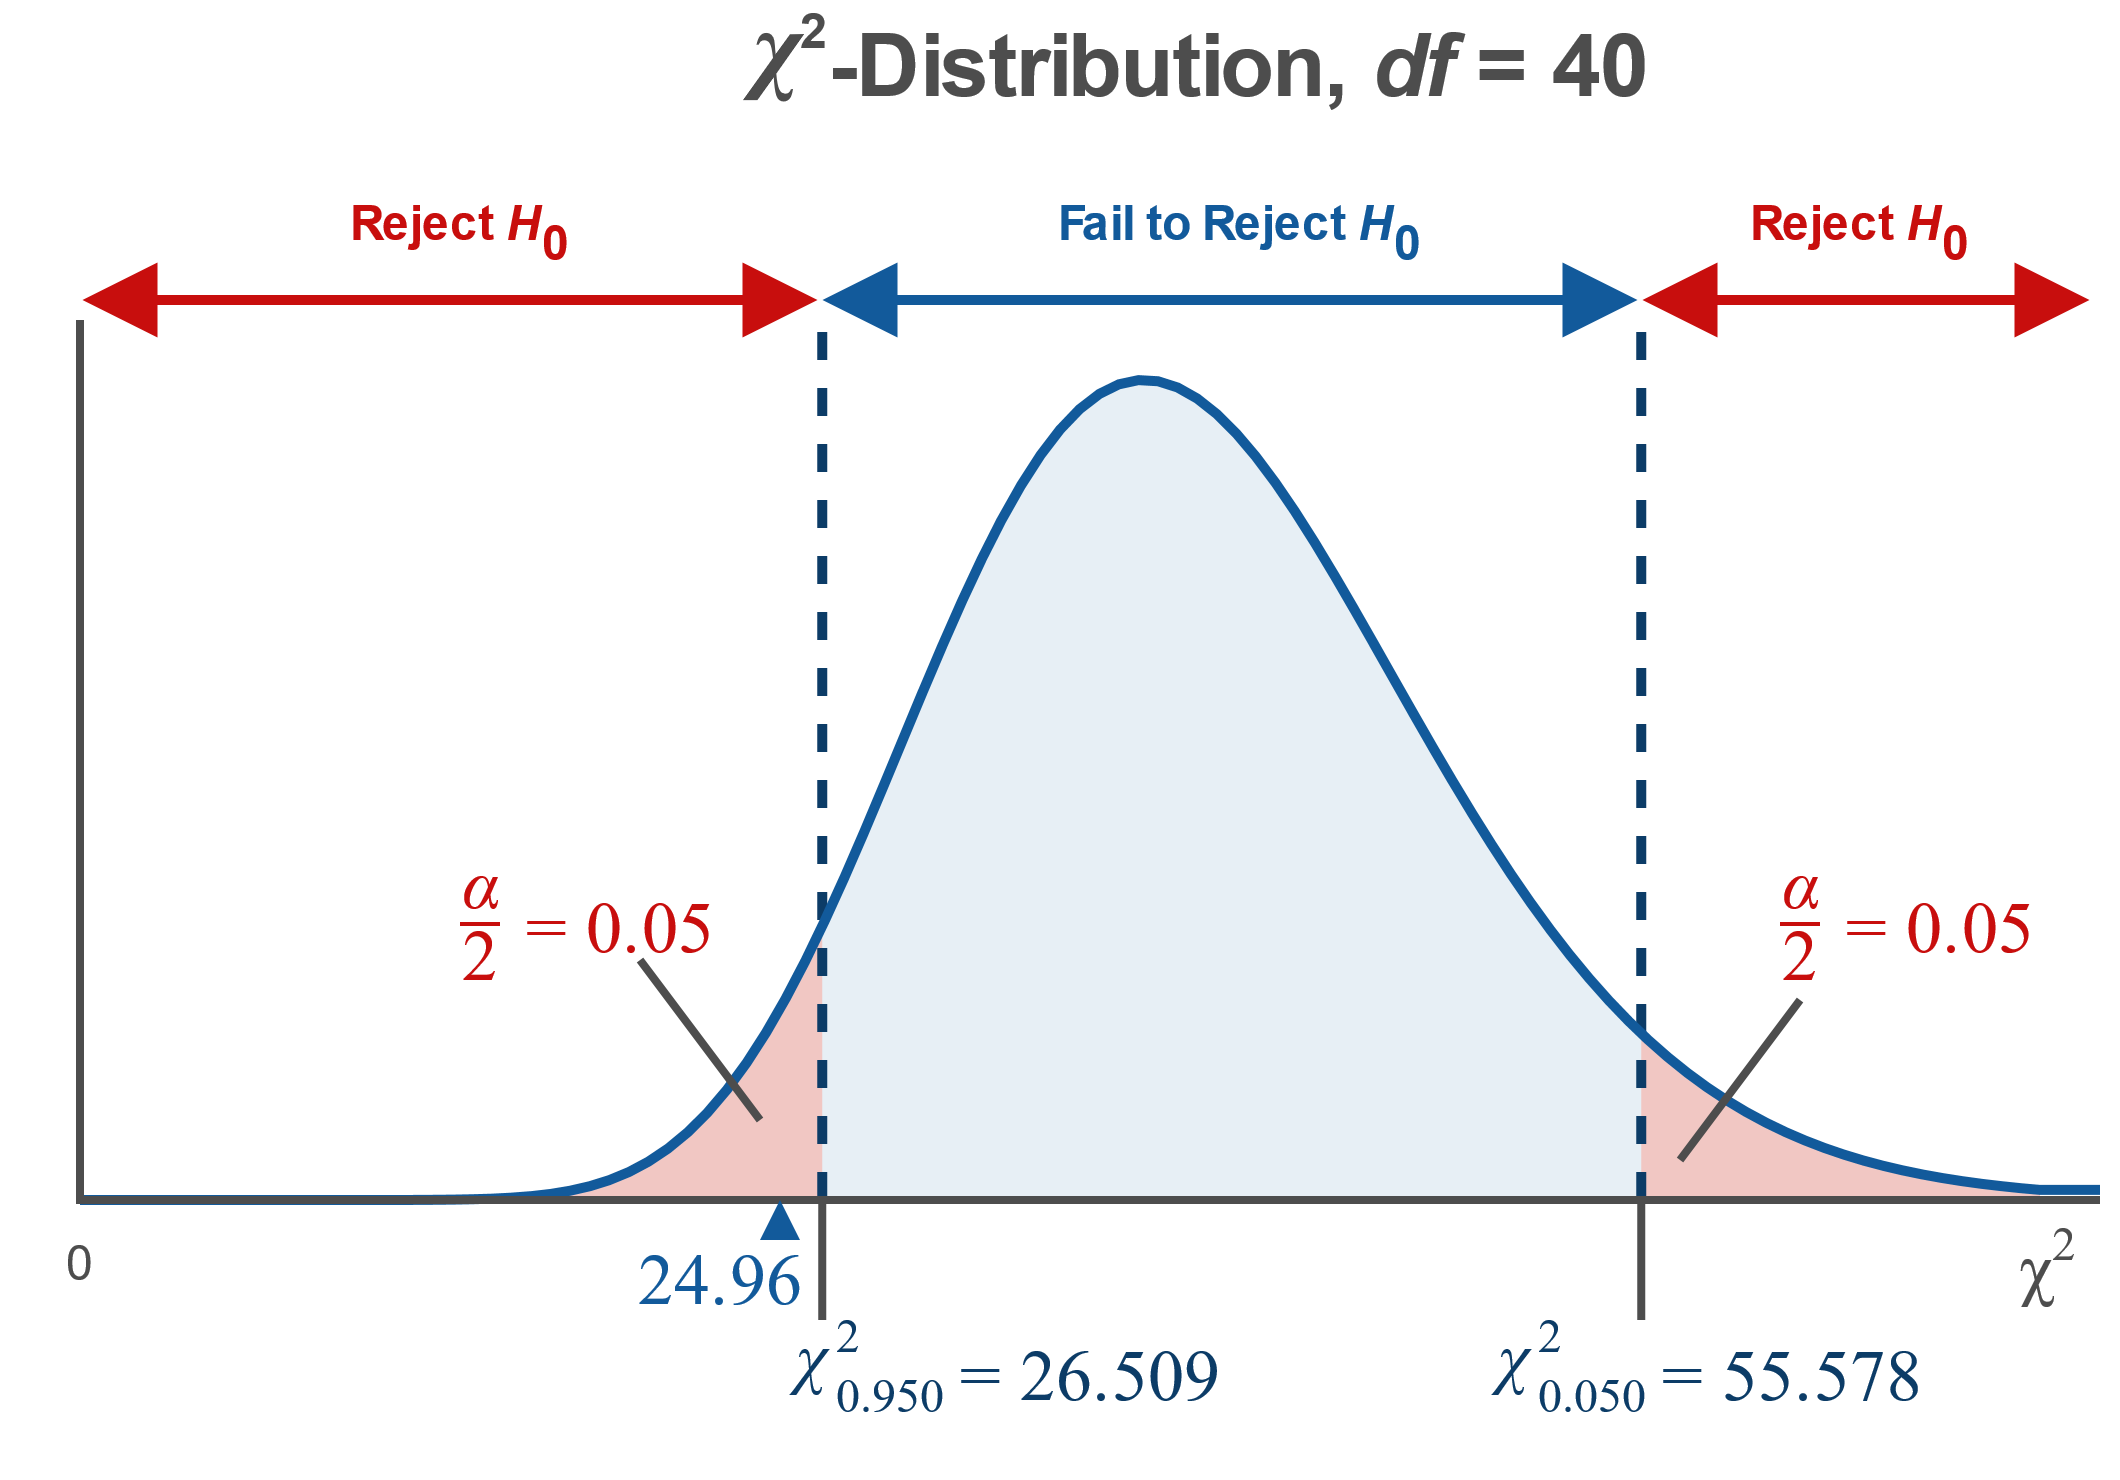 χ²-Distribution, df = 40
Reject H₀ Fail to Reject H₀ Reject H₀
α/2 = 0.05 α/2 = 0.05
0 24.96 χ²
χ²₀.₉₅₀ = 26.509 χ²₀.₀₅₀ = 55.578